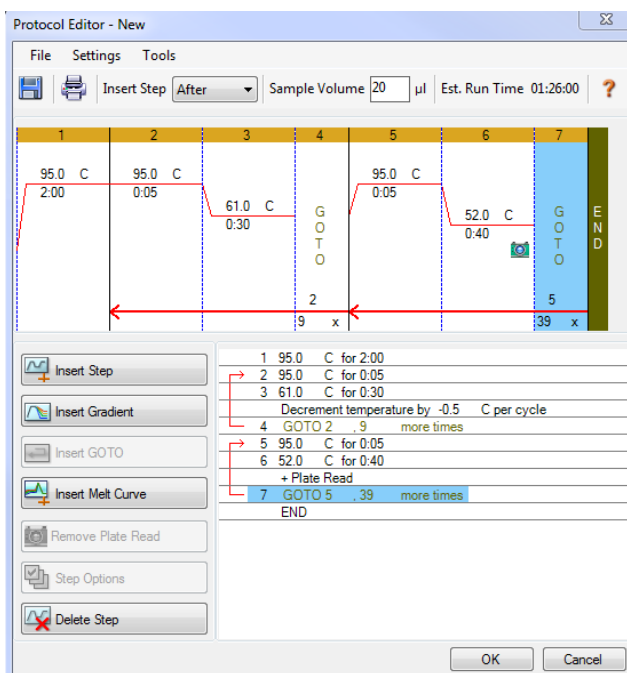 Protocol Editor - New
File Settings Tools
Insert Step After Sample Volume 20 µl Est. Run Time 01:26:00 ?
1 2 3 4 5 6 7
95.0 C 95.0 C 95.0 C
2:00 0:05 0:05
61.0 C 52.0 C
0:30 0:40
GOTO GOTO END
2 5
9 x 39 x
Insert Step
Insert Gradient
Insert GOTO
Insert Melt Curve
Remove Plate Read
Step Options
Delete Step
1 95.0 C for 2:00
2 95.0 C for 0:05
3 61.0 C for 0:30
Decrement temperature by -0.5 C per cycle
4 GOTO 2 , 9 more times
5 95.0 C for 0:05
6 52.0 C for 0:40
+ Plate Read
7 GOTO 5 , 39 more times
END
OK Cancel